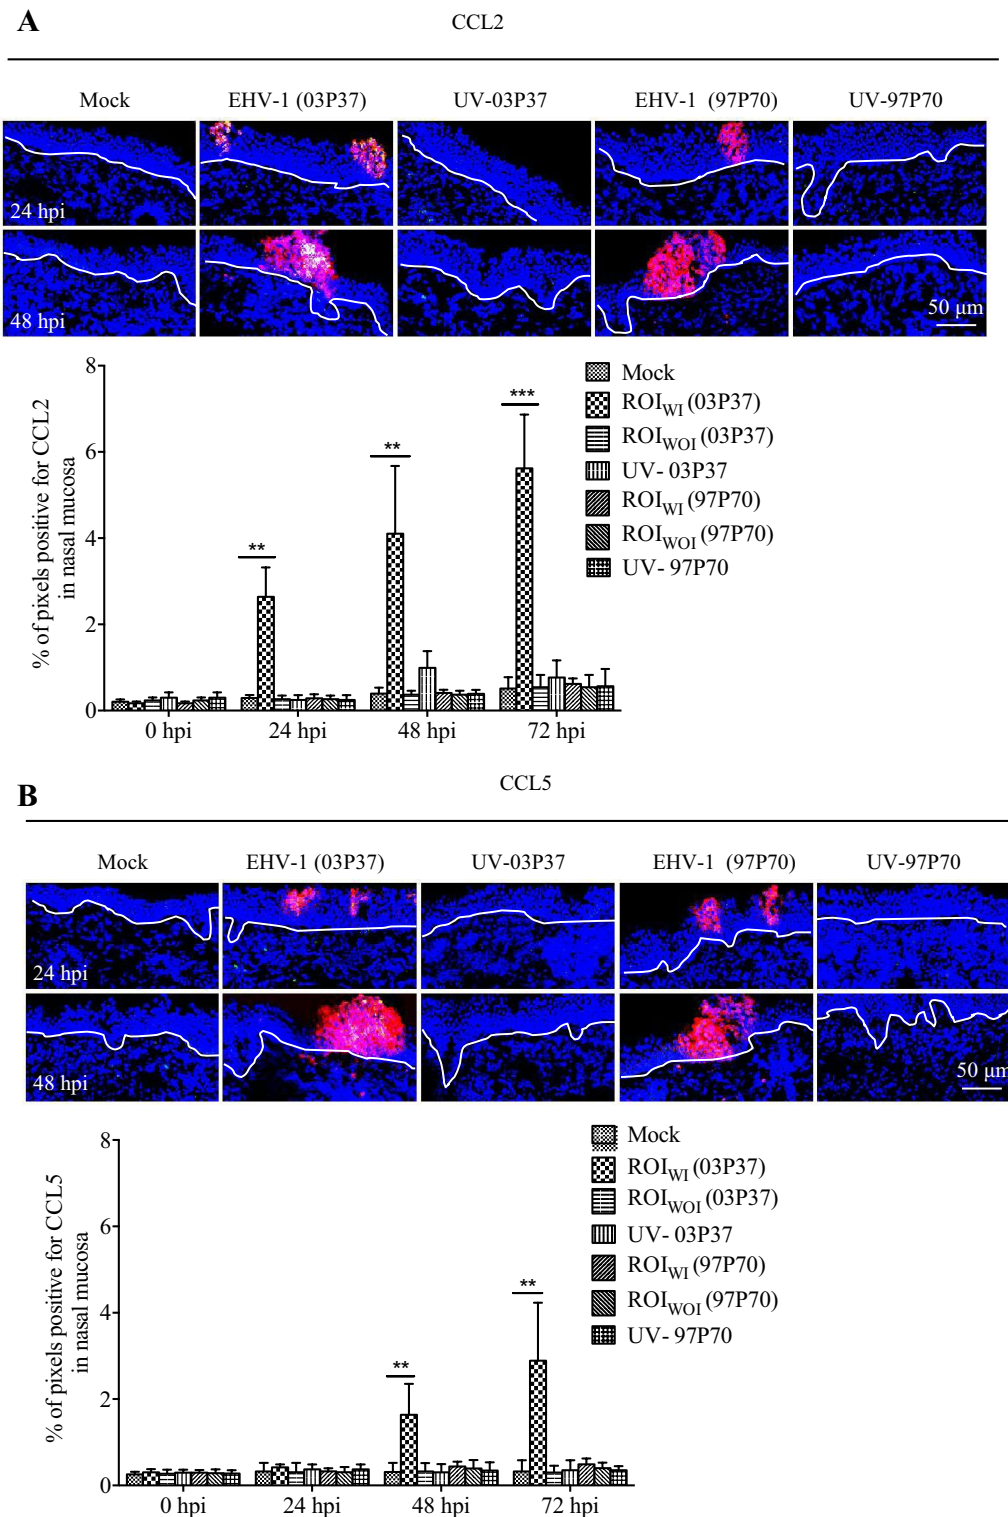 A
CCL2
Mock EHV-1 (03P37) UV-03P37 EHV-1 (97P70) UV-97P70
24 hpi
48 hpi
50 µm
% of pixels positive for CCL2
in nasal mucosa
8
6
4
2
0
**
**
***
0 hpi 24 hpi 48 hpi 72 hpi
Mock
ROIWI (03P37)
ROIWOI (03P37)
UV- 03P37
ROIWI (97P70)
ROIWOI (97P70)
UV- 97P70
B
CCL5
Mock EHV-1 (03P37) UV-03P37 EHV-1 (97P70) UV-97P70
24 hpi
48 hpi
50 µm
% of pixels positive for CCL5
in nasal mucosa
8
6
4
2
0
**
**
0 hpi 24 hpi 48 hpi 72 hpi
Mock
ROIWI (03P37)
ROIWOI (03P37)
UV- 03P37
ROIWI (97P70)
ROIWOI (97P70)
UV- 97P70